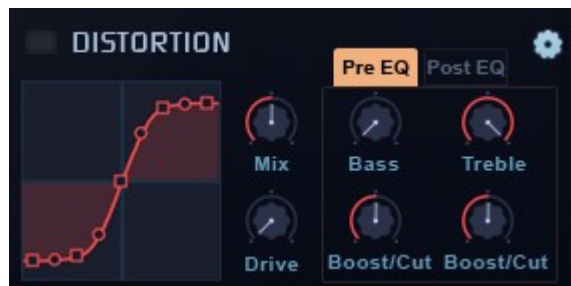 DISTORTION
Pre EQ Post EQ
Mix Bass Treble
Drive Boost/Cut Boost/Cut